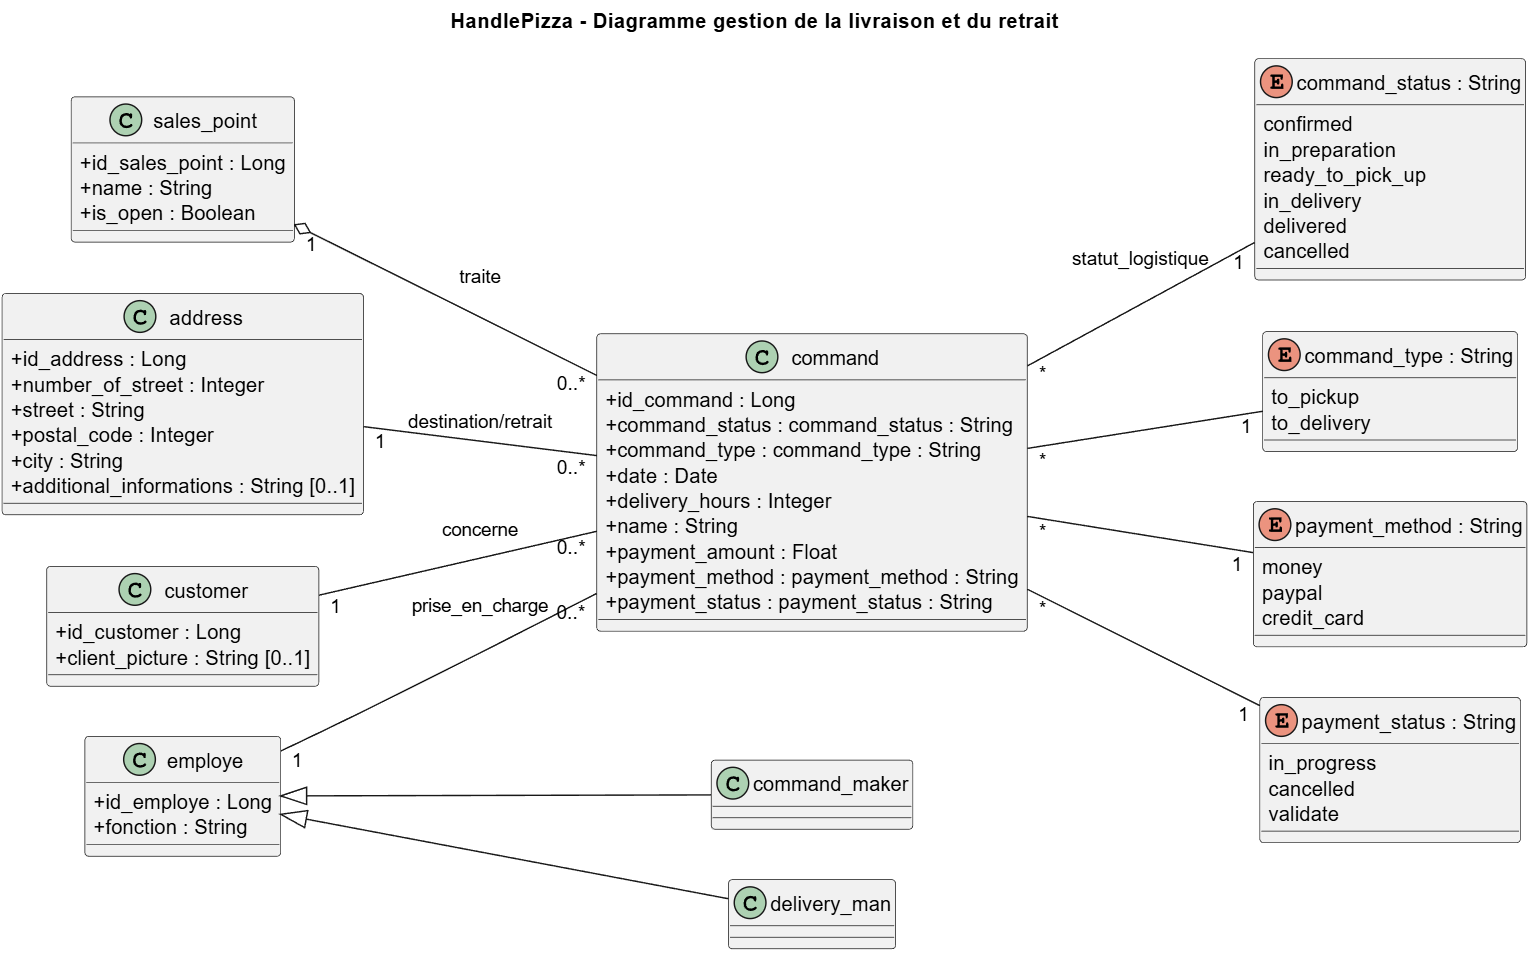 HandlePizza - Diagramme gestion de la livraison et du retrait
C sales_point
+id_sales_point : Long
+name : String
+is_open : Boolean
1
traite
0..*
C address
+id_address : Long
+number_of_street : Integer
+street : String
+postal_code : Integer
+city : String
+additional_informations : String [0..1]
1
destination/retrait
0..*
C customer
+id_customer : Long
+client_picture : String [0..1]
1
concerne
0..*
C employe
+id_employe : Long
+fonction : String
1
prise_en_charge
0..*
C command
+id_command : Long
+command_status : command_status : String
+command_type : command_type : String
+date : Date
+delivery_hours : Integer
+name : String
+payment_amount : Float
+payment_method : payment_method : String
+payment_status : payment_status : String
C command_maker
C delivery_man
statut_logistique
1
*
E command_status : String
confirmed
in_preparation
ready_to_pick_up
in_delivery
delivered
cancelled
1
*
E command_type : String
to_pickup
to_delivery
*
1
E payment_method : String
money
paypal
credit_card
*
1
E payment_status : String
in_progress
cancelled
validate